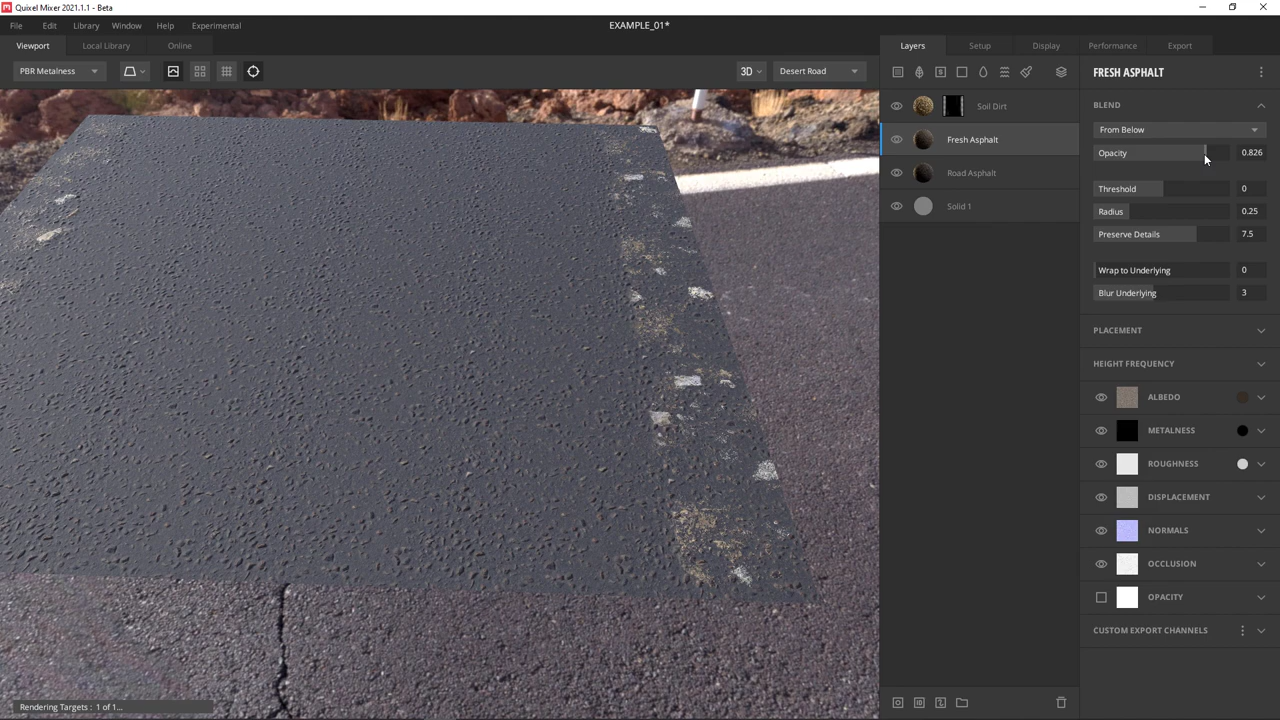 Quixel Mixer 2021.1.1 - Beta
File Edit Library Window Help Experimental
EXAMPLE_01*
Viewport Local Library Online
Layers Setup Display Performance Export
PBR Metalness
3D
Desert Road
Soil Dirt
Fresh Asphalt
Road Asphalt
Solid 1
FRESH ASPHALT
BLEND
From Below
Opacity 0.826
Threshold 0
Radius 0.25
Preserve Details 7.5
Wrap to Underlying 0
Blur Underlying 3
PLACEMENT
HEIGHT FREQUENCY
ALBEDO
METALNESS
ROUGHNESS
DISPLACEMENT
NORMALS
OCCLUSION
OPACITY
CUSTOM EXPORT CHANNELS
Rendering Targets : 1 of 1...